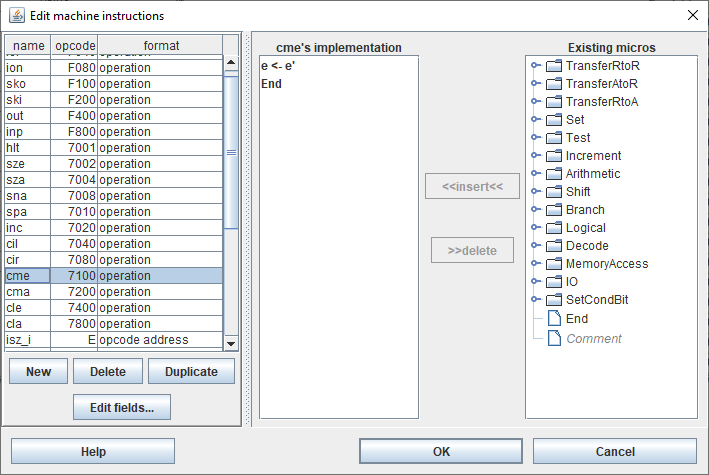 Edit machine instructions
name opcode format
ion F080 operation
sko F100 operation
ski F200 operation
out F400 operation
inp F800 operation
hlt 7001 operation
sze 7002 operation
sza 7004 operation
sna 7008 operation
spa 7010 operation
inc 7020 operation
cil 7040 operation
cir 7080 operation
cme 7100 operation
cma 7200 operation
cle 7400 operation
cla 7800 operation
isz_i E opcode address
New Delete Duplicate
Edit fields...
cme's implementation
e <- e'
End
<<insert<<
>>delete
Existing micros
TransferRtoR
TransferAtoR
TransferRtoA
Set
Test
Increment
Arithmetic
Shift
Branch
Logical
Decode
MemoryAccess
IO
SetCondBit
End
Comment
Help OK Cancel